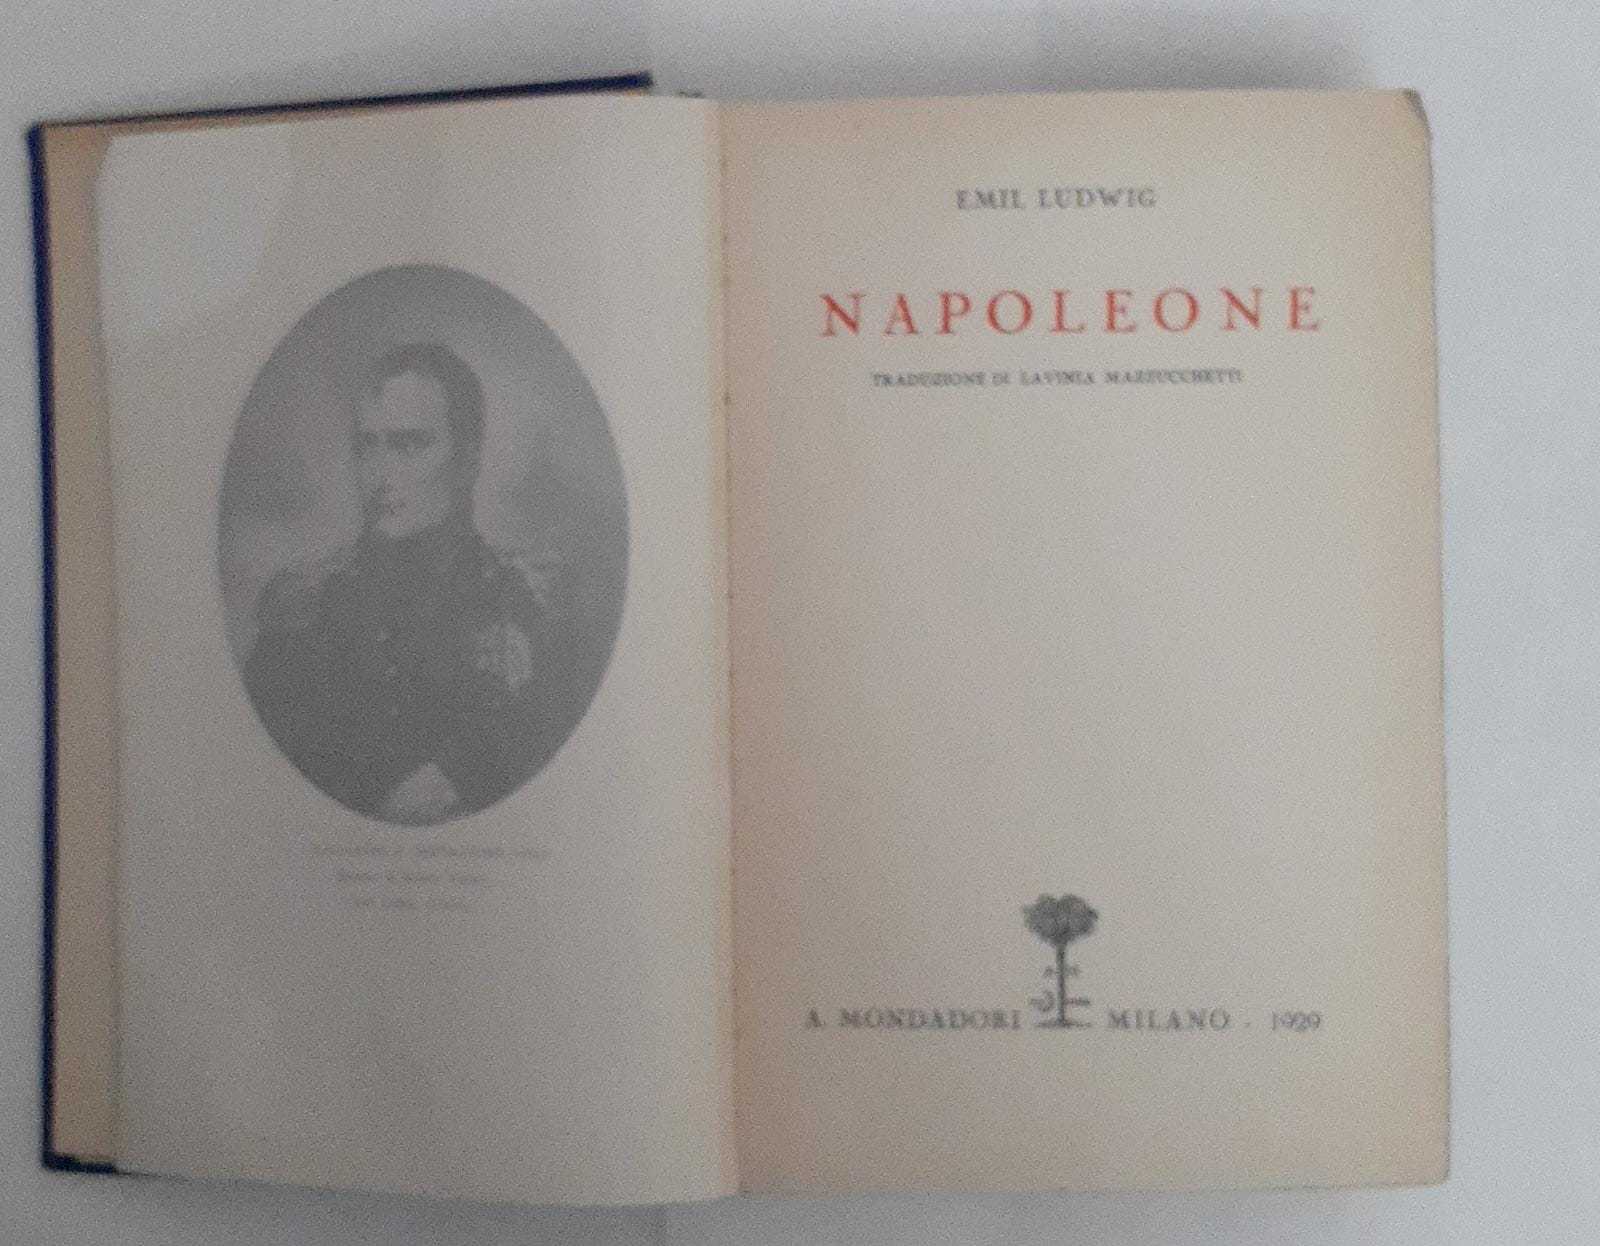 EMIL LUDWIG
NAPOLEONE
TRADUZIONE DI LAVINIA MAZZUCCHETTI
A. MONDADORI MILANO - 1929